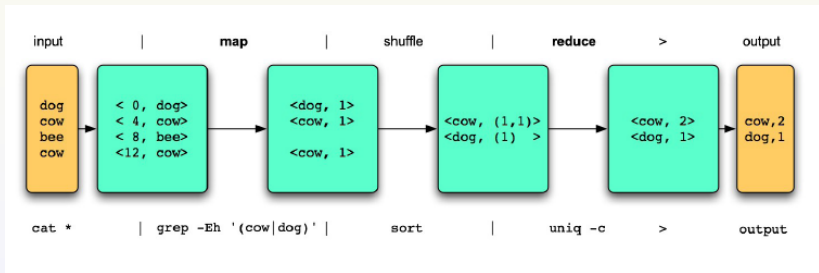 input | map | shuffle | reduce > output
dog
cow
bee
cow
< 0, dog>
< 4, cow>
< 8, bee>
<12, cow>
<dog, 1>
<cow, 1>
<cow, 1>
<cow, (1,1)>
<dog, (1) >
<cow, 2>
<dog, 1>
cow,2
dog,1
cat * | grep -Eh '(cow|dog)' | sort | uniq -c > output